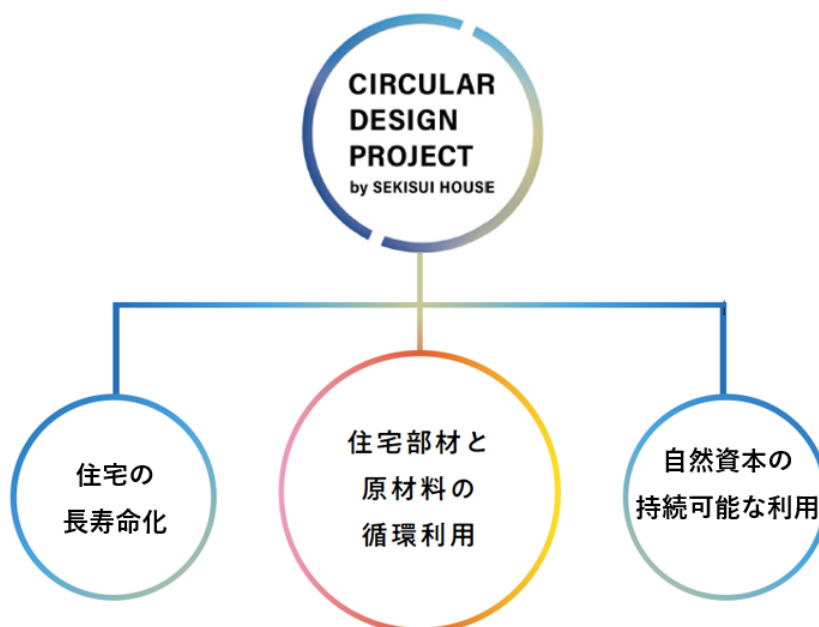 CIRCULAR
DESIGN
PROJECT
by SEKISUI HOUSE
住宅の
長寿命化
住宅部材と
原材料の
循環利用
自然資本の
持続可能な利用